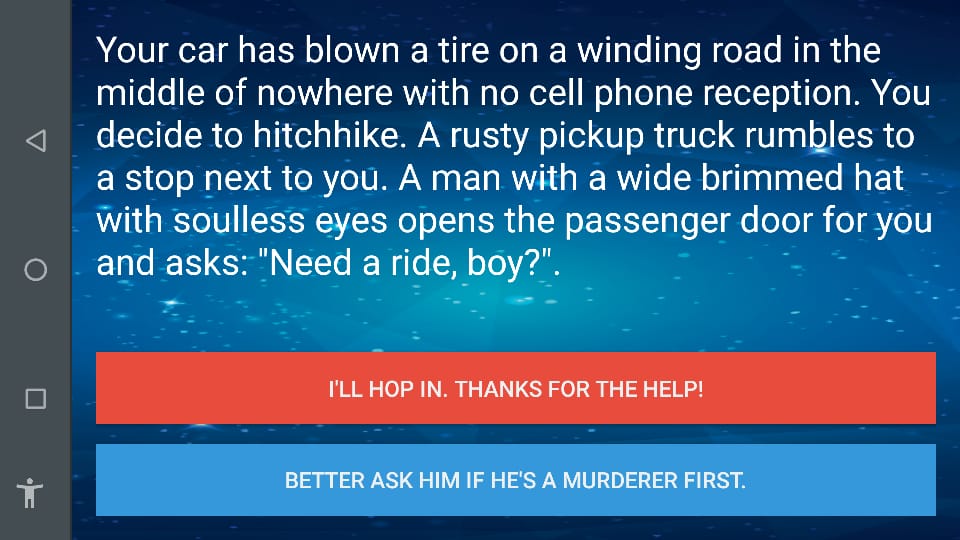 Your car has blown a tire on a winding road in the
middle of nowhere with no cell phone reception. You
decide to hitchhike. A rusty pickup truck rumbles to
a stop next to you. A man with a wide brimmed hat
with soulless eyes opens the passenger door for you
and asks: "Need a ride, boy?".
I'LL HOP IN. THANKS FOR THE HELP!
BETTER ASK HIM IF HE'S A MURDERER FIRST.